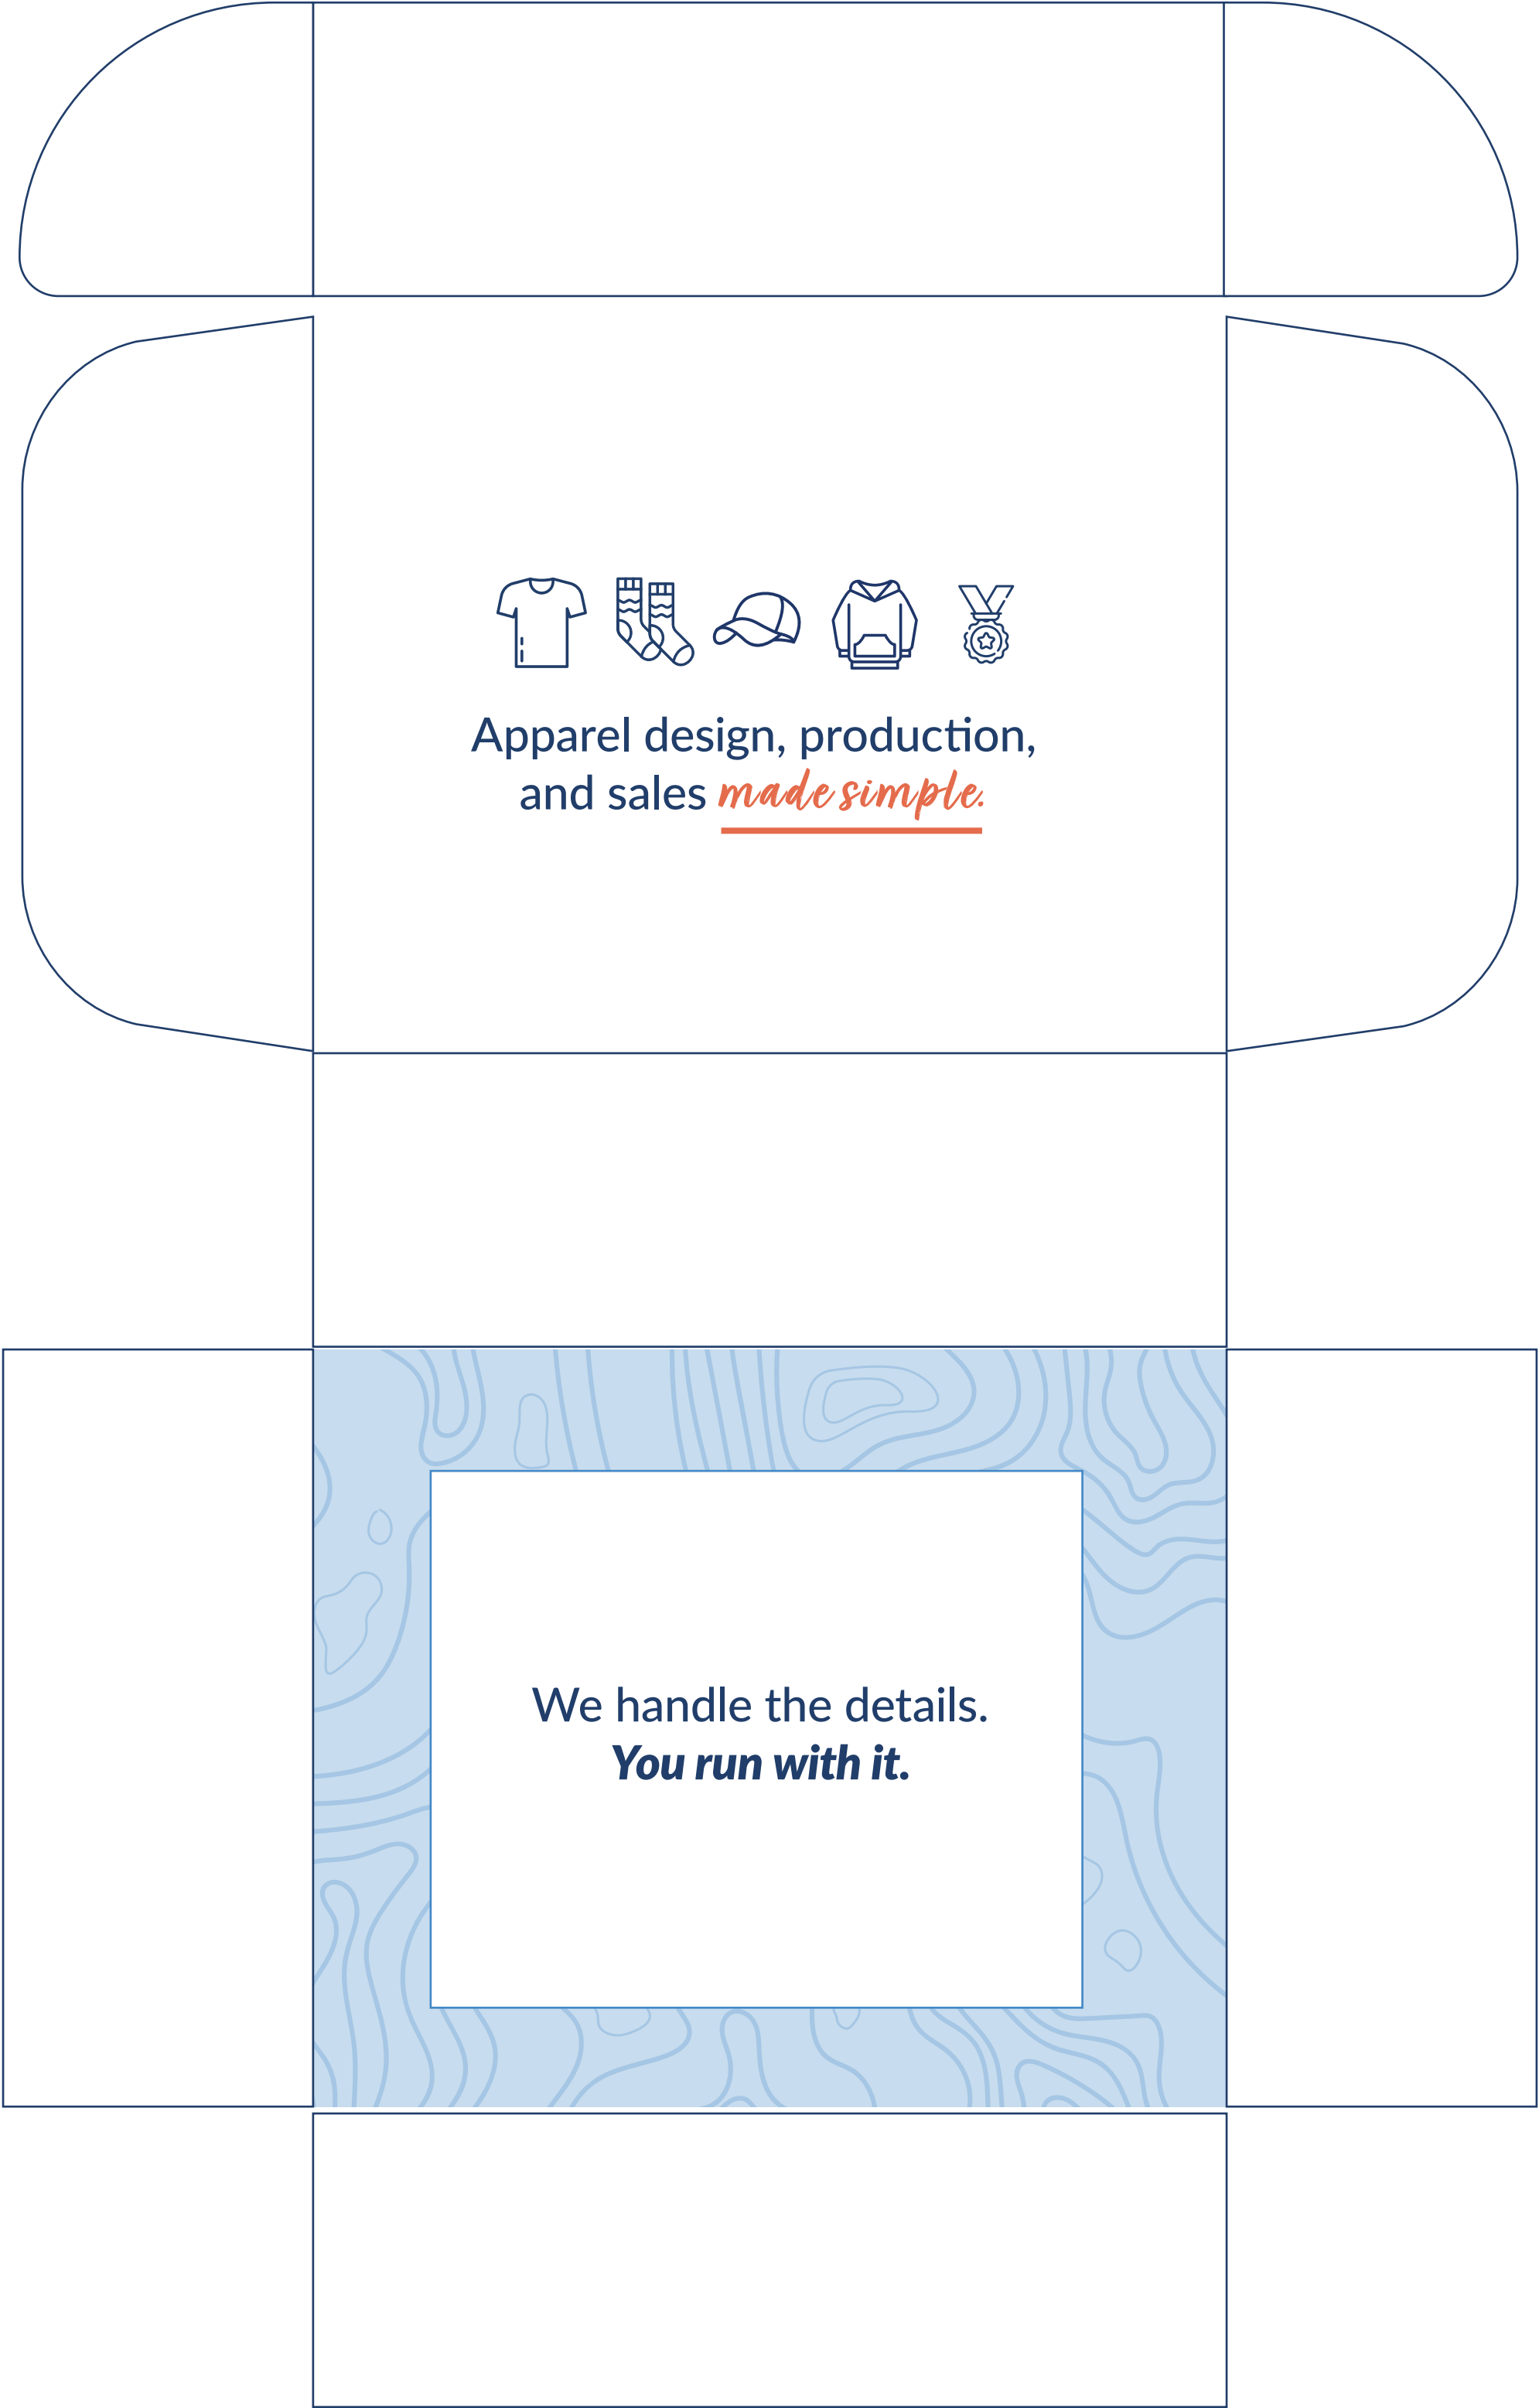 Apparel design, production,
and sales made simple.
We handle the details.
You run with it.